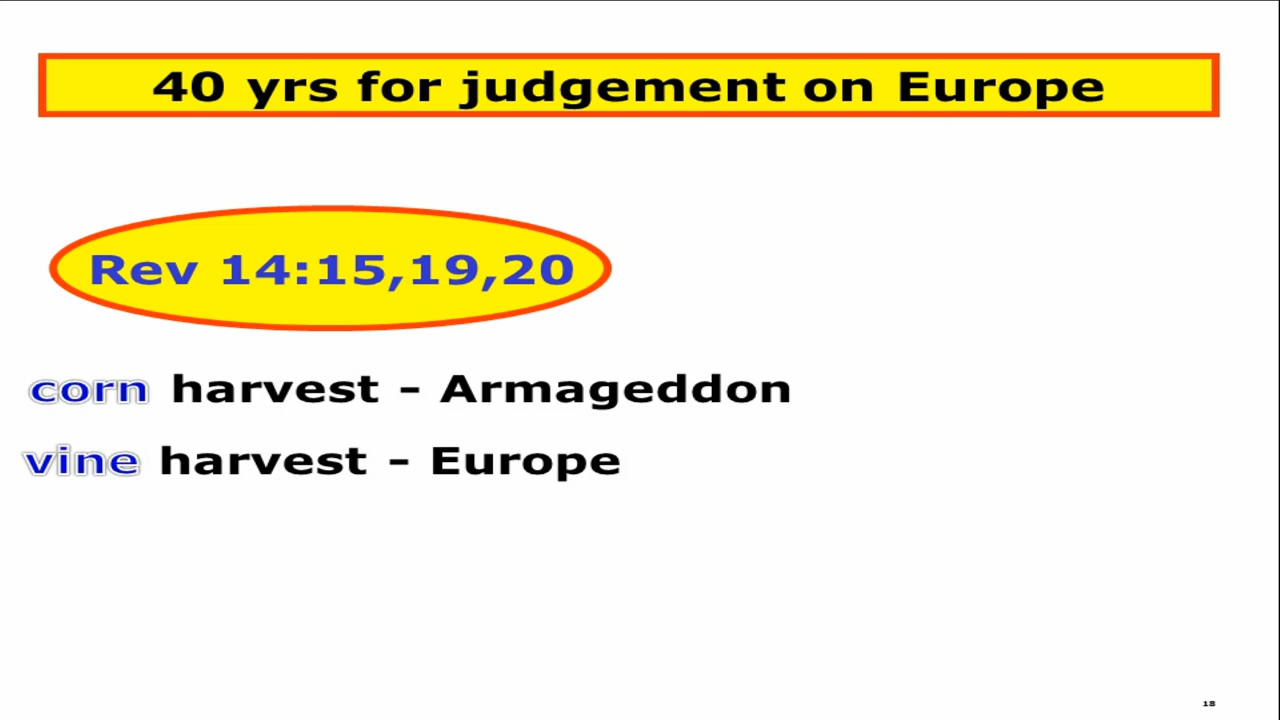 40 yrs for judgement on Europe
Rev 14:15,19,20
corn harvest - Armageddon
vine harvest - Europe
18